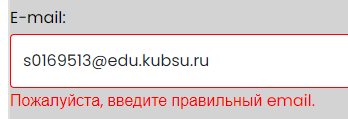 E-mail:
s0169513@edu.kubsu.ru
Пожалуйста, введите правильный email.